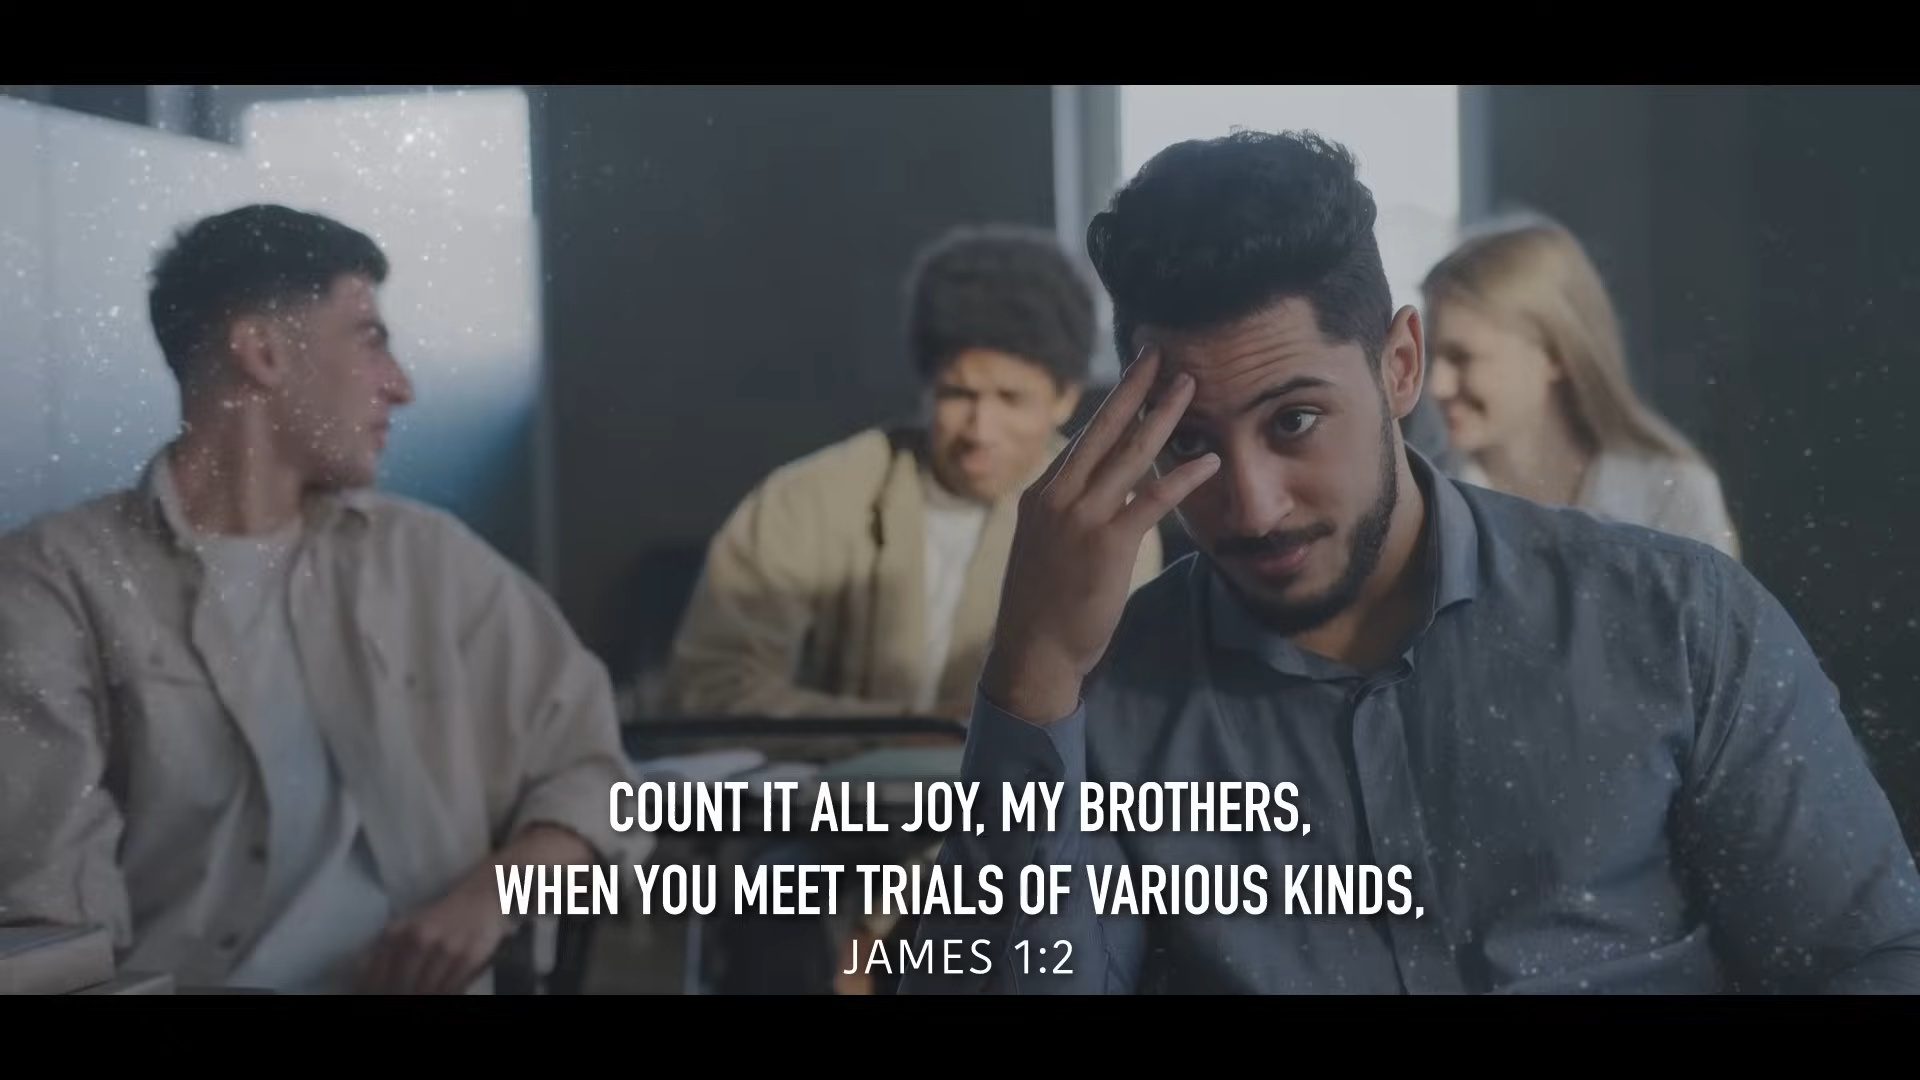 COUNT IT ALL JOY, MY BROTHERS,
WHEN YOU MEET TRIALS OF VARIOUS KINDS,
JAMES 1:2